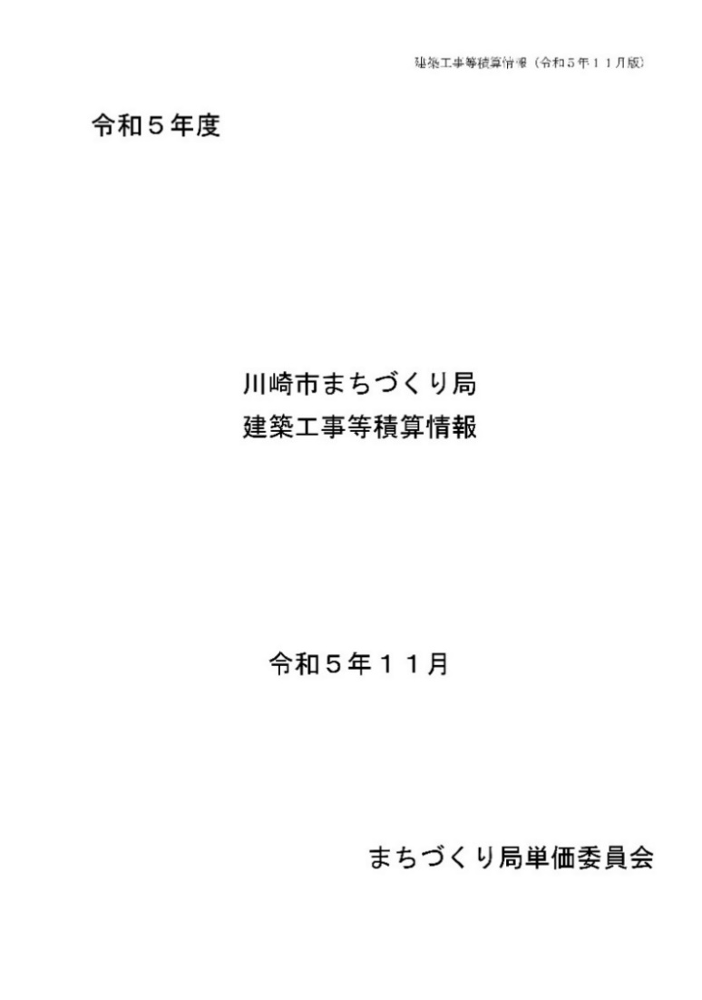 建築工事等積算情報（令和５年１１月版）
令和５年度
川崎市まちづくり局
建築工事等積算情報
令和５年１１月
まちづくり局単価委員会